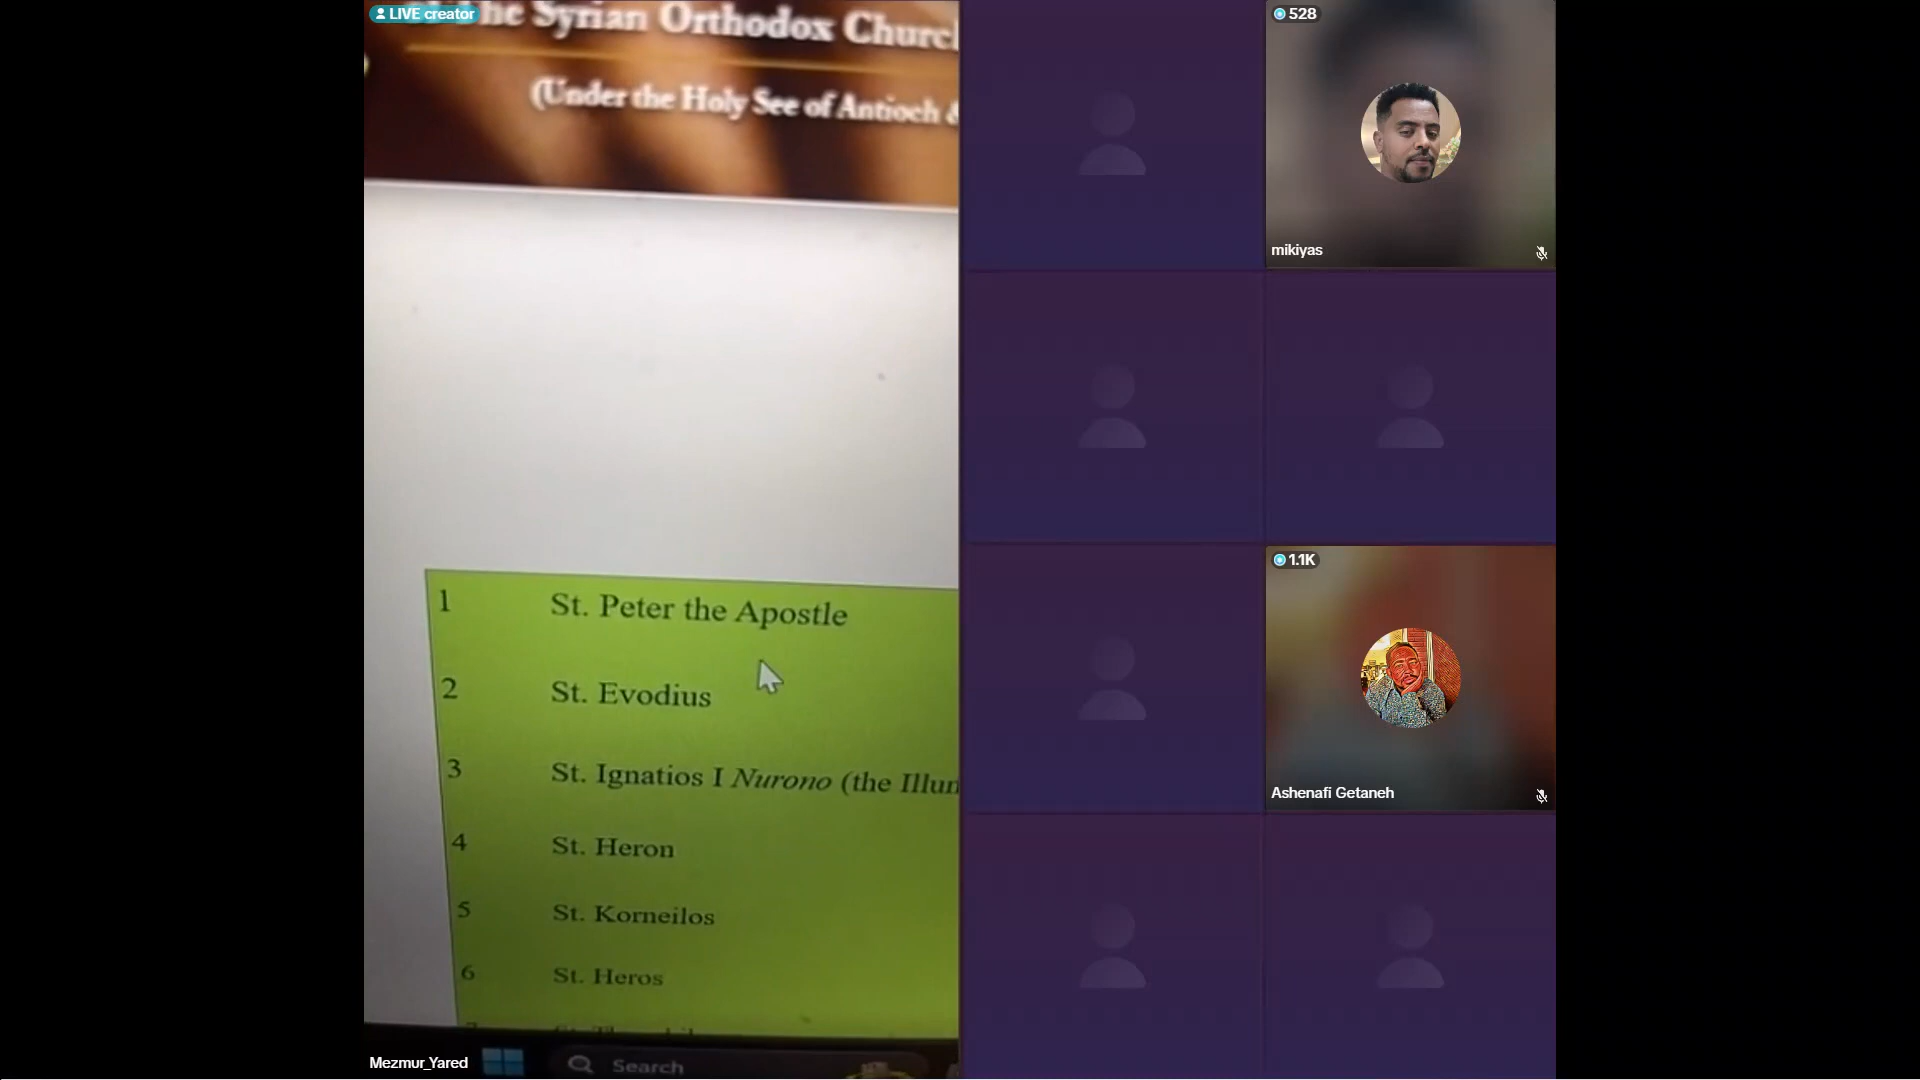 LIVE creator
he Syrian Orthodox Church
(Under the Holy See of Antioch &
1 St. Peter the Apostle
2 St. Evodius
3 St. Ignatios I Nurono (the Illum
4 St. Heron
5 St. Korneilos
6 St. Heros
Mezmur_Yared
Search
528
mikiyas
1.1K
Ashenafi Getaneh